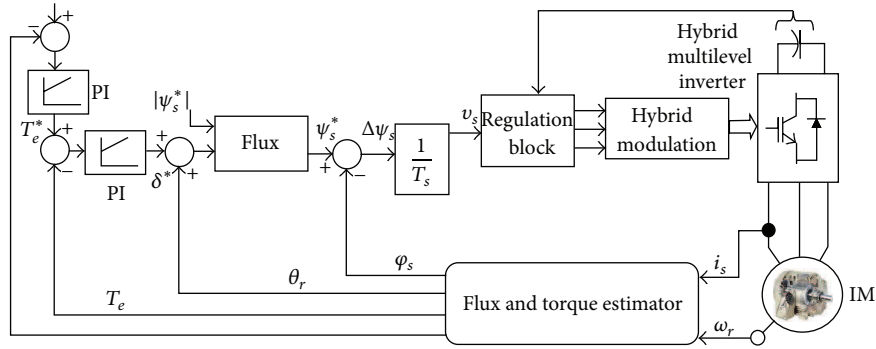 Hybrid
multilevel
inverter
+
−
PI
|ψ_s^*|
T_e^*
+
−
PI
+
+
δ^*
Flux
ψ_s^*
+
−
Δψ_s
1/T_s
υ_s
Regulation
block
Hybrid
modulation
φ_s
θ_r
T_e
Flux and torque estimator
i_s
ω_r
IM